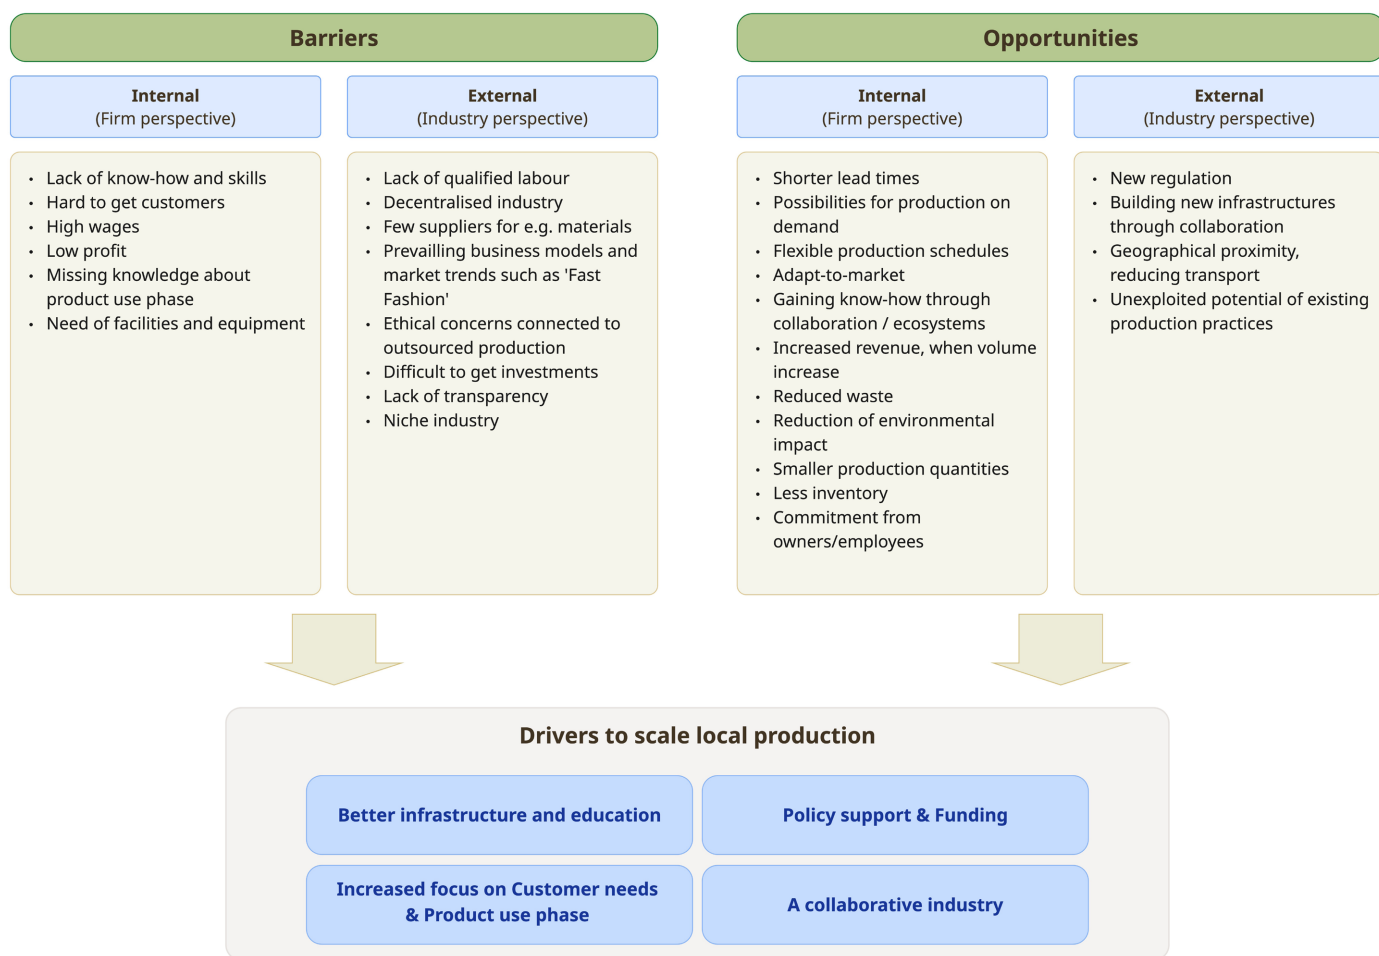 Barriers
Internal
(Firm perspective)
• Lack of know-how and skills
• Hard to get customers
• High wages
• Low profit
• Missing knowledge about
product use phase
• Need of facilities and equipment
External
(Industry perspective)
• Lack of qualified labour
• Decentralised industry
• Few suppliers for e.g. materials
• Prevailling business models and
market trends such as 'Fast
Fashion'
• Ethical concerns connected to
outsourced production
• Difficult to get investments
• Lack of transparency
• Niche industry
Opportunities
Internal
(Firm perspective)
• Shorter lead times
• Possibilities for production on
demand
• Flexible production schedules
• Adapt-to-market
• Gaining know-how through
collaboration / ecosystems
• Increased revenue, when volume
increase
• Reduced waste
• Reduction of environmental
impact
• Smaller production quantities
• Less inventory
• Commitment from
owners/employees
External
(Industry perspective)
• New regulation
• Building new infrastructures
through collaboration
• Geographical proximity,
reducing transport
• Unexploited potential of existing
production practices
Drivers to scale local production
Better infrastructure and education
Policy support & Funding
Increased focus on Customer needs
& Product use phase
A collaborative industry